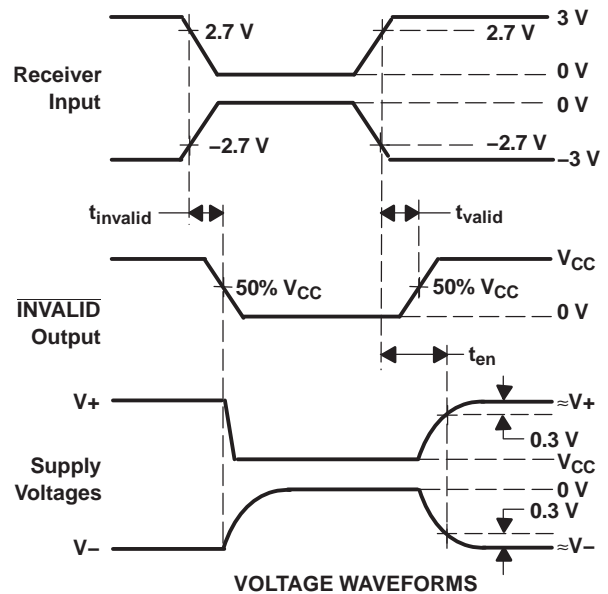 3 V
2.7 V
2.7 V
Receiver
Input
0 V
0 V
–2.7 V
–2.7 V
–3 V
tinvalid
tvalid
VCC
50% VCC
50% VCC
INVALID
Output
0 V
ten
V+
≈V+
0.3 V
Supply
Voltages
VCC
0 V
0.3 V
V–
≈V–
VOLTAGE WAVEFORMS